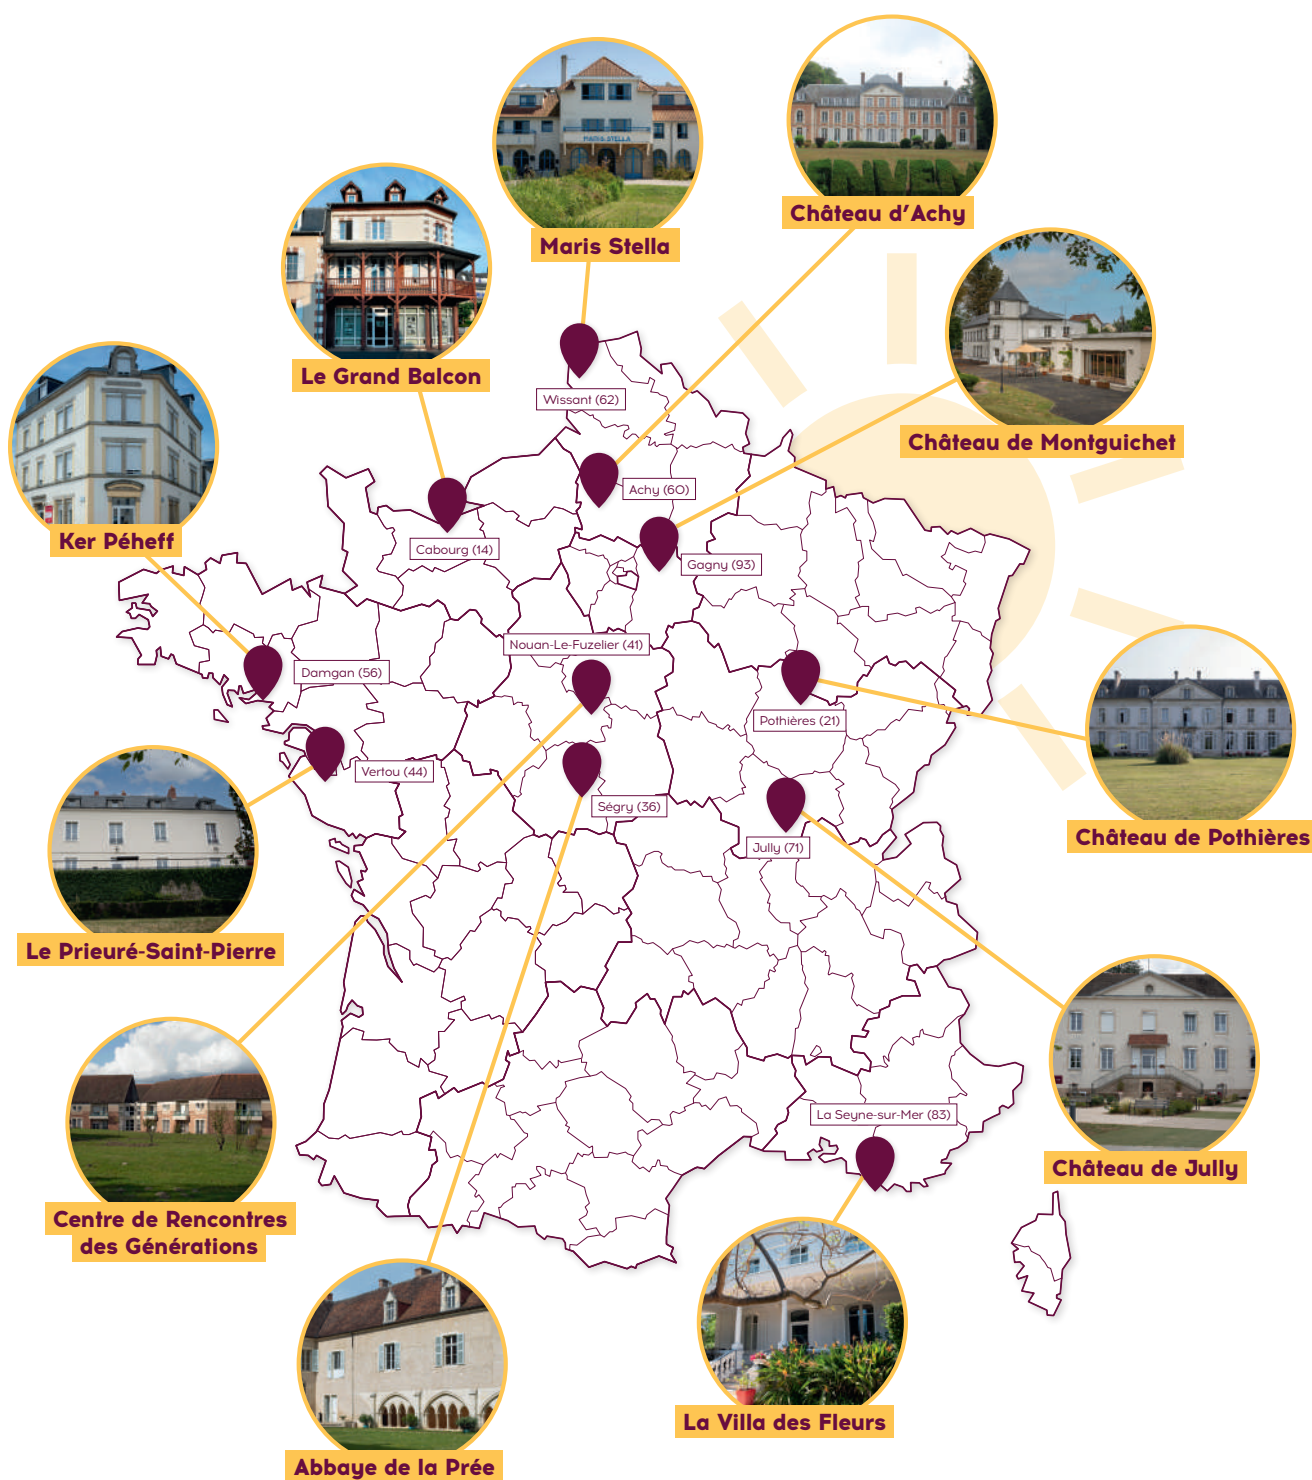 MARIS-STELLA
Château d'Achy
Maris Stella
Le Grand Balcon
Wissant (62)
Château de Montguichet
Achy (60)
Ker Péheff
Cabourg (14)
Gagny (93)
Nouan-Le-Fuzelier (41)
Damgan (56)
Pothières (21)
Vertou (44)
Ségry (36)
Château de Pothières
Jully (71)
Le Prieuré-Saint-Pierre
La Seyne-sur-Mer (83)
Château de Jully
Centre de Rencontres
des Générations
La Villa des Fleurs
Abbaye de la Prée